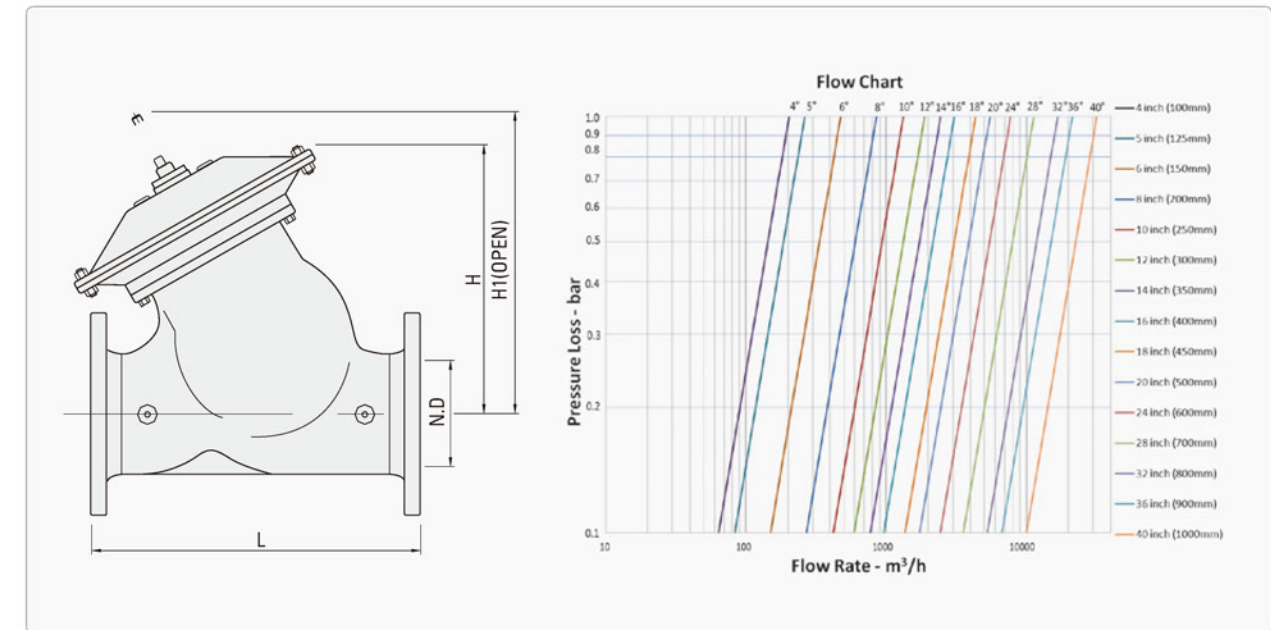 H
H1(OPEN)
N.D
L
Flow Chart
4" 5" 6" 8" 10" 12" 14" 16" 18" 20" 24" 28" 32" 36" 40"
1.0
0.9
0.8
0.7
0.6
0.5
0.4
0.3
0.2
0.1
Pressure Loss - bar
10 100 1000 10000
Flow Rate - m³/h
4 inch (100mm)
5 inch (125mm)
6 inch (150mm)
8 inch (200mm)
10 inch (250mm)
12 inch (300mm)
14 inch (350mm)
16 inch (400mm)
18 inch (450mm)
20 inch (500mm)
24 inch (600mm)
28 inch (700mm)
32 inch (800mm)
36 inch (900mm)
40 inch (1000mm)